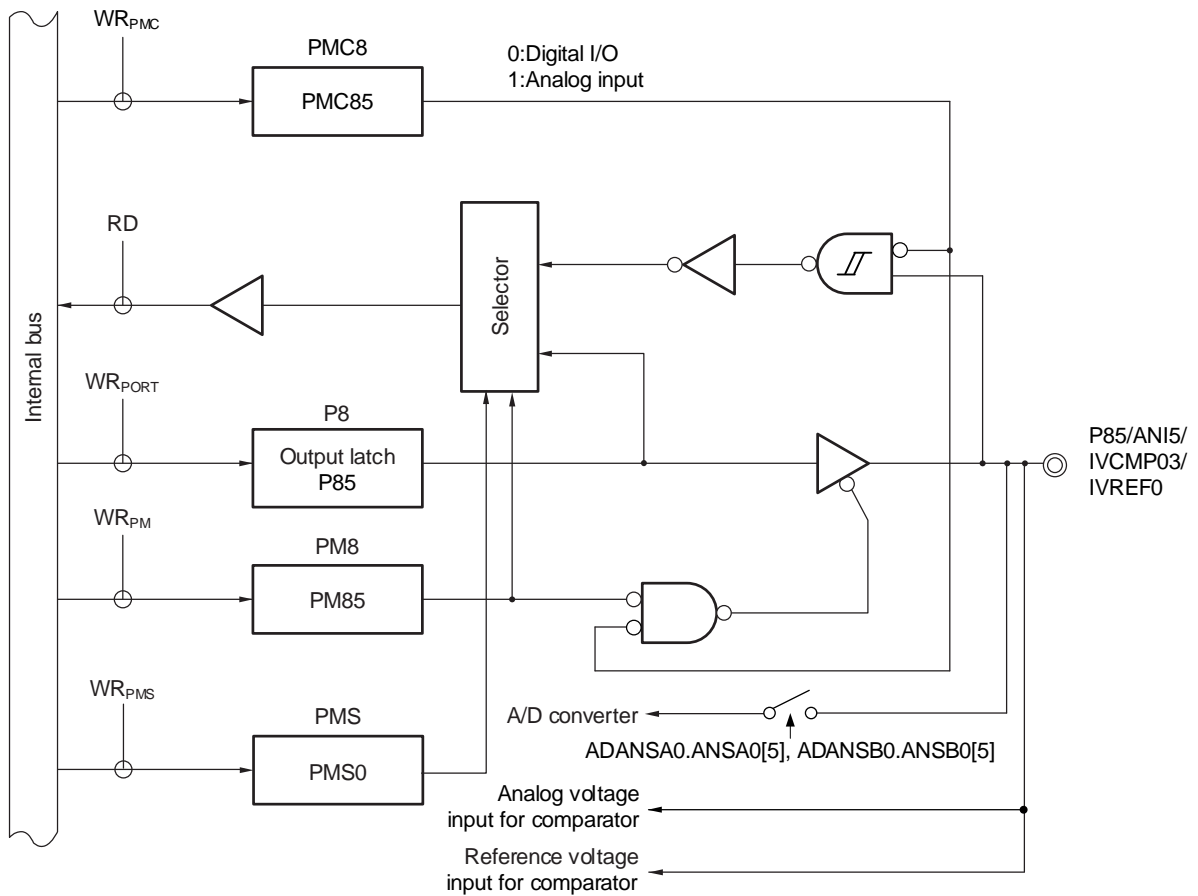 WRPMC
PMC8
PMC85
0:Digital I/O
1:Analog input
RD
Selector
Internal bus
WRPORT
P8
Output latch
P85
P85/ANI5/
IVCMP03/
IVREF0
WRPM
PM8
PM85
WRPMS
PMS
PMS0
A/D converter
ADANSA0.ANSA0[5], ADANSB0.ANSB0[5]
Analog voltage
input for comparator
Reference voltage
input for comparator